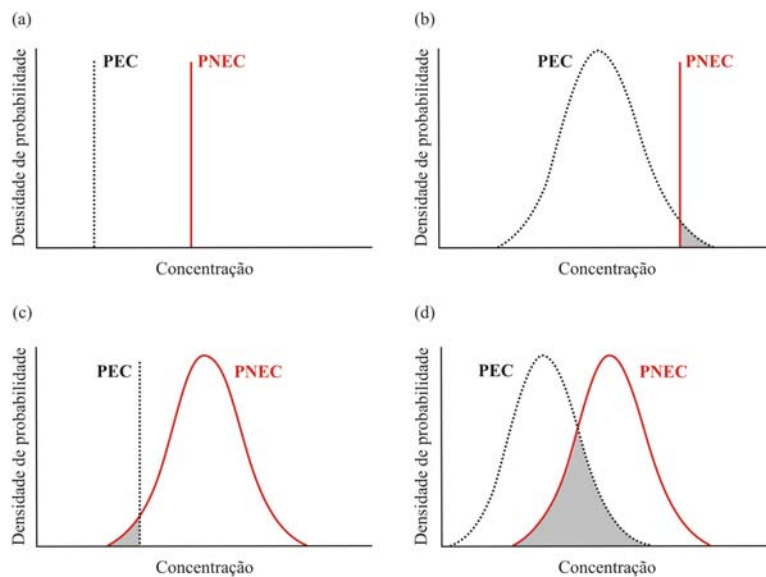 (a)
PEC
PNEC
Densidade de probabilidade
Concentração
(b)
PEC
PNEC
Densidade de probabilidade
Concentração
(c)
PEC
PNEC
Densidade de probabilidade
Concentração
(d)
PEC
PNEC
Densidade de probabilidade
Concentração